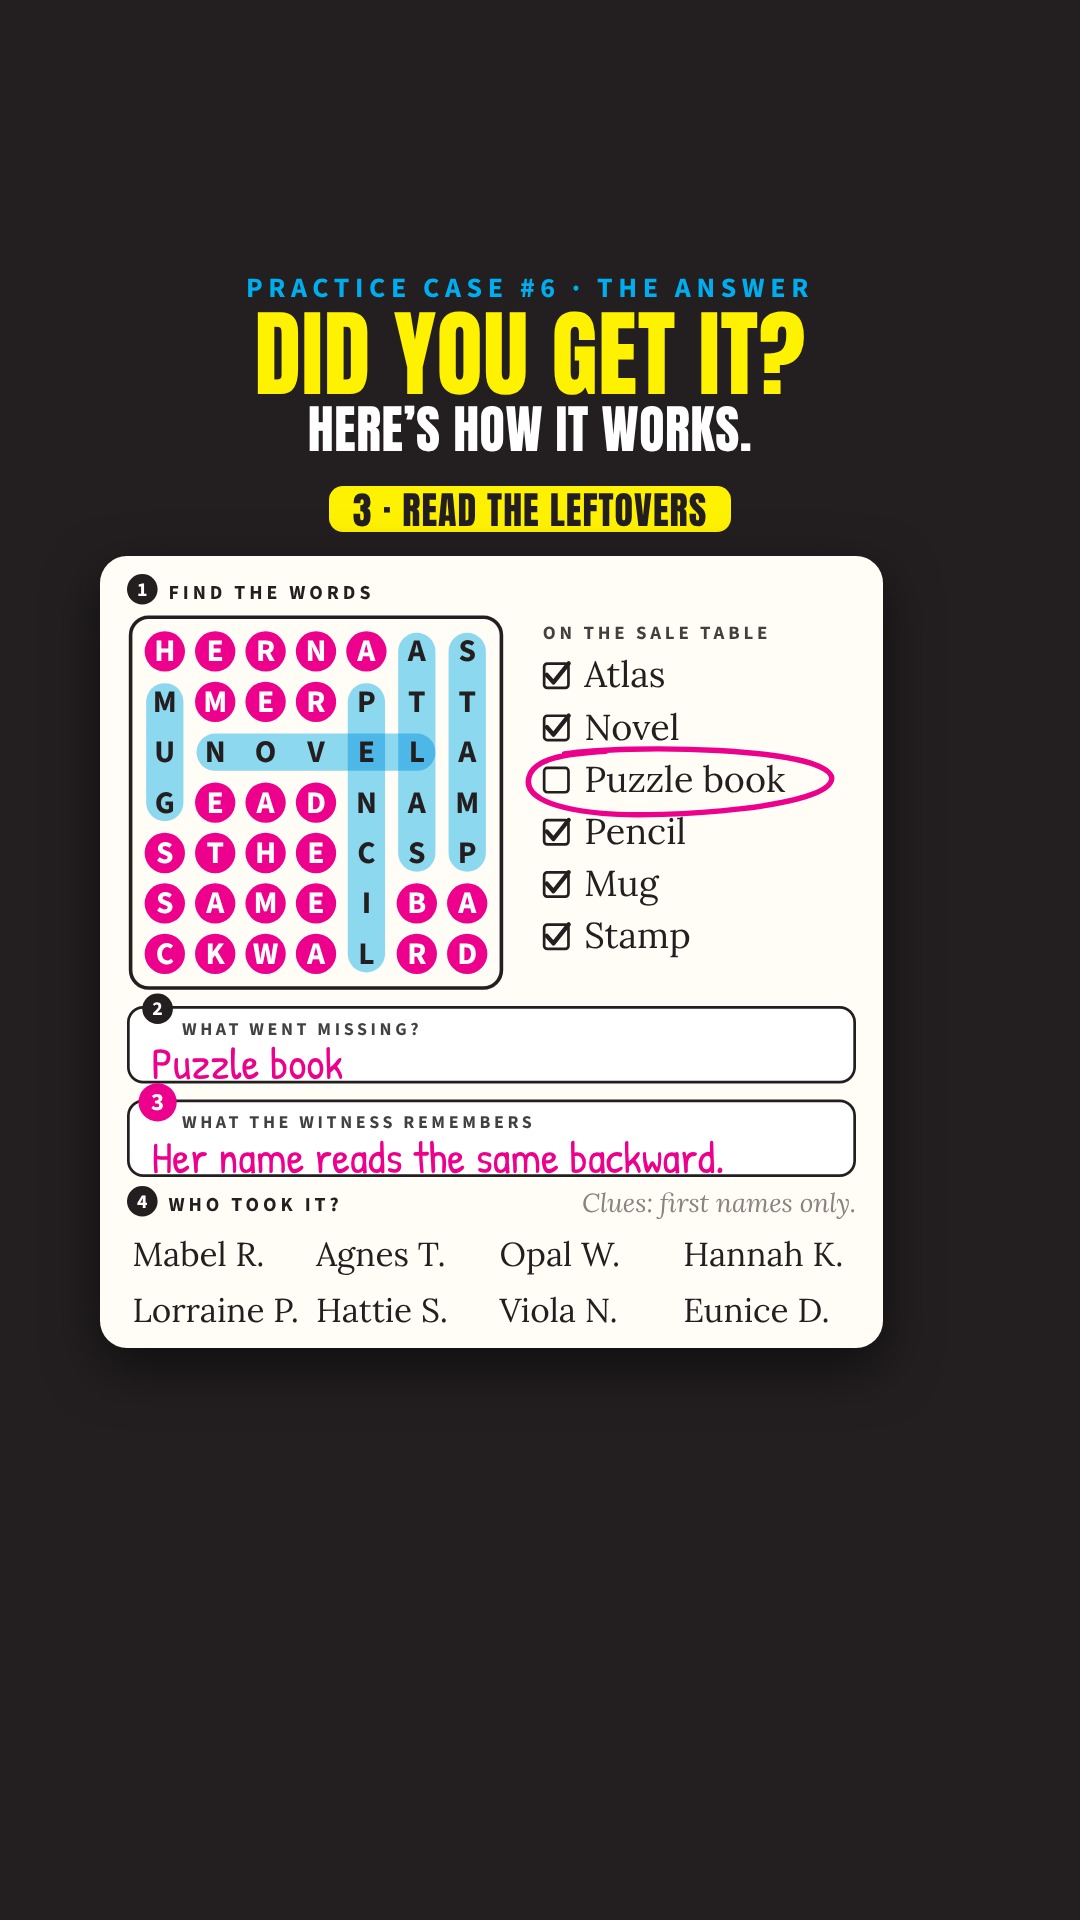 PRACTICE CASE #6 · THE ANSWER
DID YOU GET IT?
HERE’S HOW IT WORKS.
3 · READ THE LEFTOVERS
1 FIND THE WORDS
H E R N A A S
M M E R P T T
U N O V E L A
G E A D N A M
S T H E C S P
S A M E I B A
C K W A L R D
ON THE SALE TABLE
Atlas
Novel
Puzzle book
Pencil
Mug
Stamp
2 WHAT WENT MISSING?
Puzzle book
3 WHAT THE WITNESS REMEMBERS
Her name reads the same backward.
4 WHO TOOK IT? Clues: first names only.
Mabel R. Agnes T. Opal W. Hannah K.
Lorraine P. Hattie S. Viola N. Eunice D.